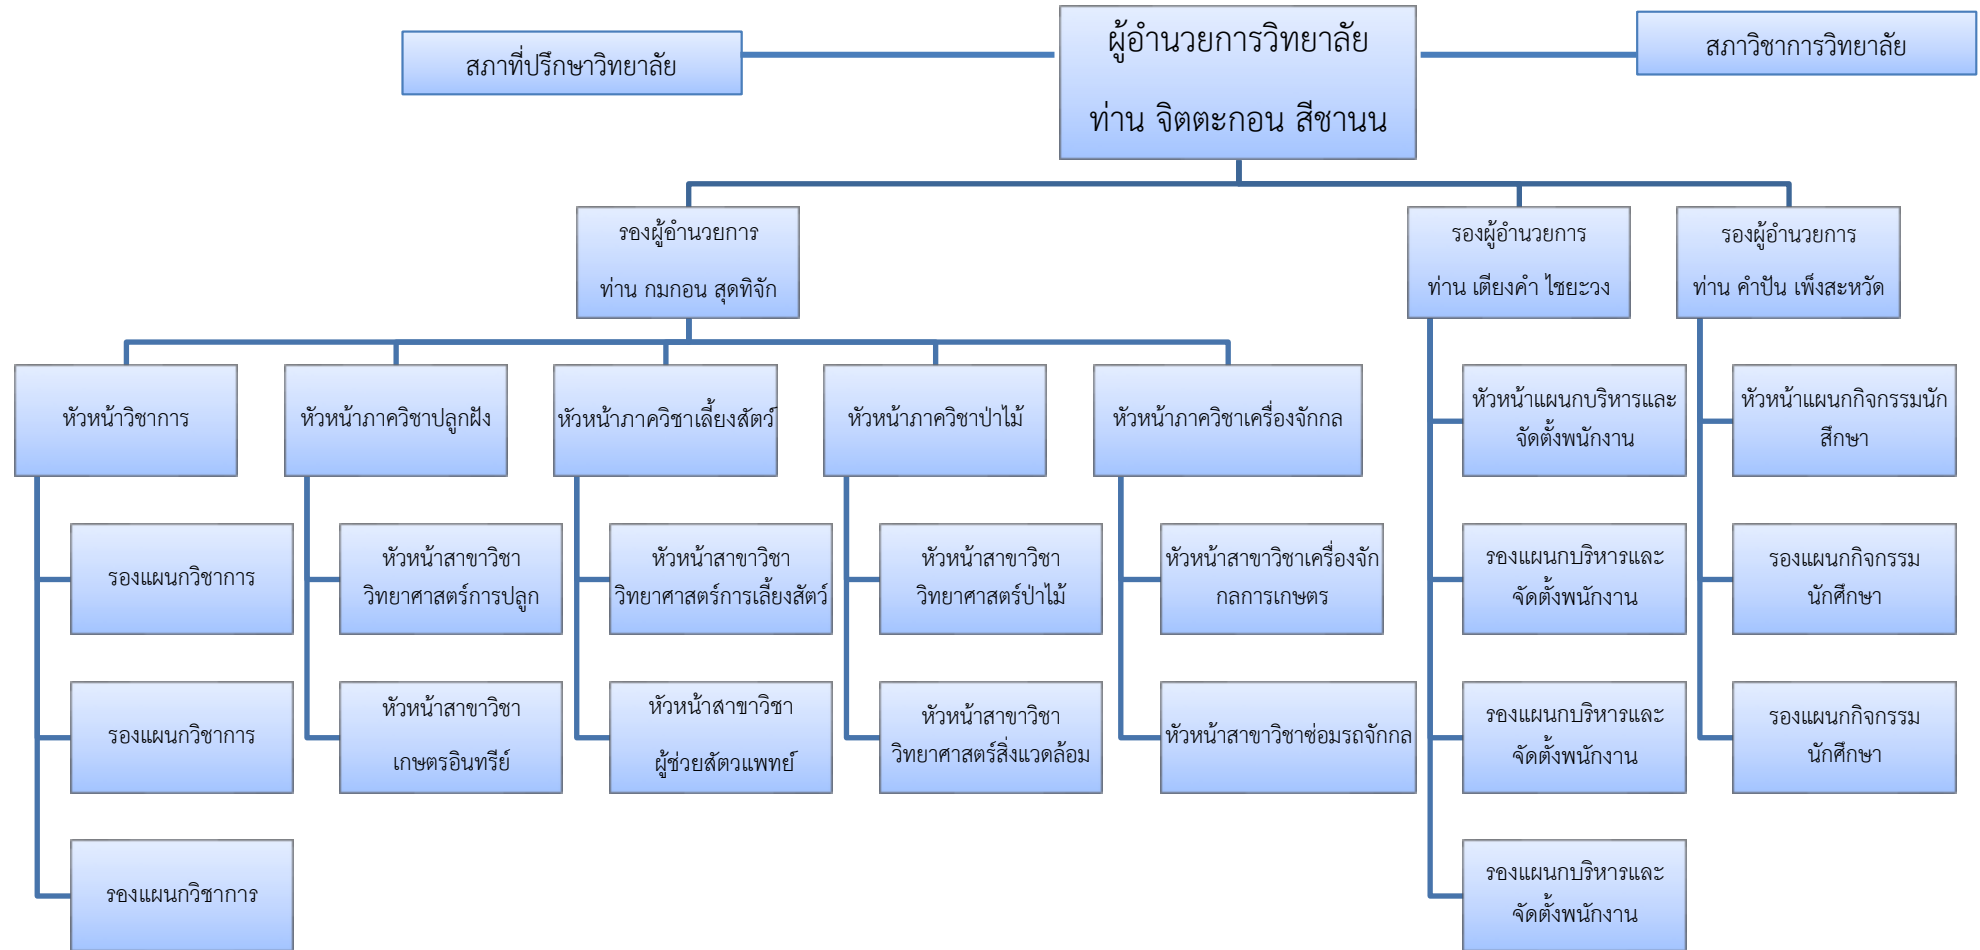 สภาที่ปรึกษาวิทยาลัย
ผู้อำนวยการวิทยาลัย
ท่าน จิตตะกอน สีชานน
สภาวิชาการวิทยาลัย
รองผู้อำนวยการ
ท่าน กมกอน สุดทิจัก
รองผู้อำนวยการ
ท่าน เตียงคำ ไชยะวง
รองผู้อำนวยการ
ท่าน คำปัน เพ็งสะหวัด
หัวหน้าวิชาการ
หัวหน้าภาควิชาปลูกฝัง
หัวหน้าภาควิชาเลี้ยงสัตว์
หัวหน้าภาควิชาป่าไม้
หัวหน้าภาควิชาเครื่องจักกล
หัวหน้าแผนกบริหารและ
จัดตั้งพนักงาน
หัวหน้าแผนกกิจกรรมนัก
สึกษา
รองแผนกวิชาการ
หัวหน้าสาขาวิชา
วิทยาศาสตร์การปลูก
หัวหน้าสาขาวิชา
วิทยาศาสตร์การเลี้ยงสัตว์
หัวหน้าสาขาวิชา
วิทยาศาสตร์ป่าไม้
หัวหน้าสาขาวิชาเครื่องจัก
กลการเกษตร
รองแผนกบริหารและ
จัดตั้งพนักงาน
รองแผนกกิจกรรม
นักศึกษา
รองแผนกวิชาการ
หัวหน้าสาขาวิชา
เกษตรอินทรีย์
หัวหน้าสาขาวิชา
ผู้ช่วยสัตวแพทย์
หัวหน้าสาขาวิชา
วิทยาศาสตร์สิ่งแวดล้อม
หัวหน้าสาขาวิชาซ่อมรถจักกล
รองแผนกบริหารและ
จัดตั้งพนักงาน
รองแผนกกิจกรรม
นักศึกษา
รองแผนกวิชาการ
รองแผนกบริหารและ
จัดตั้งพนักงาน